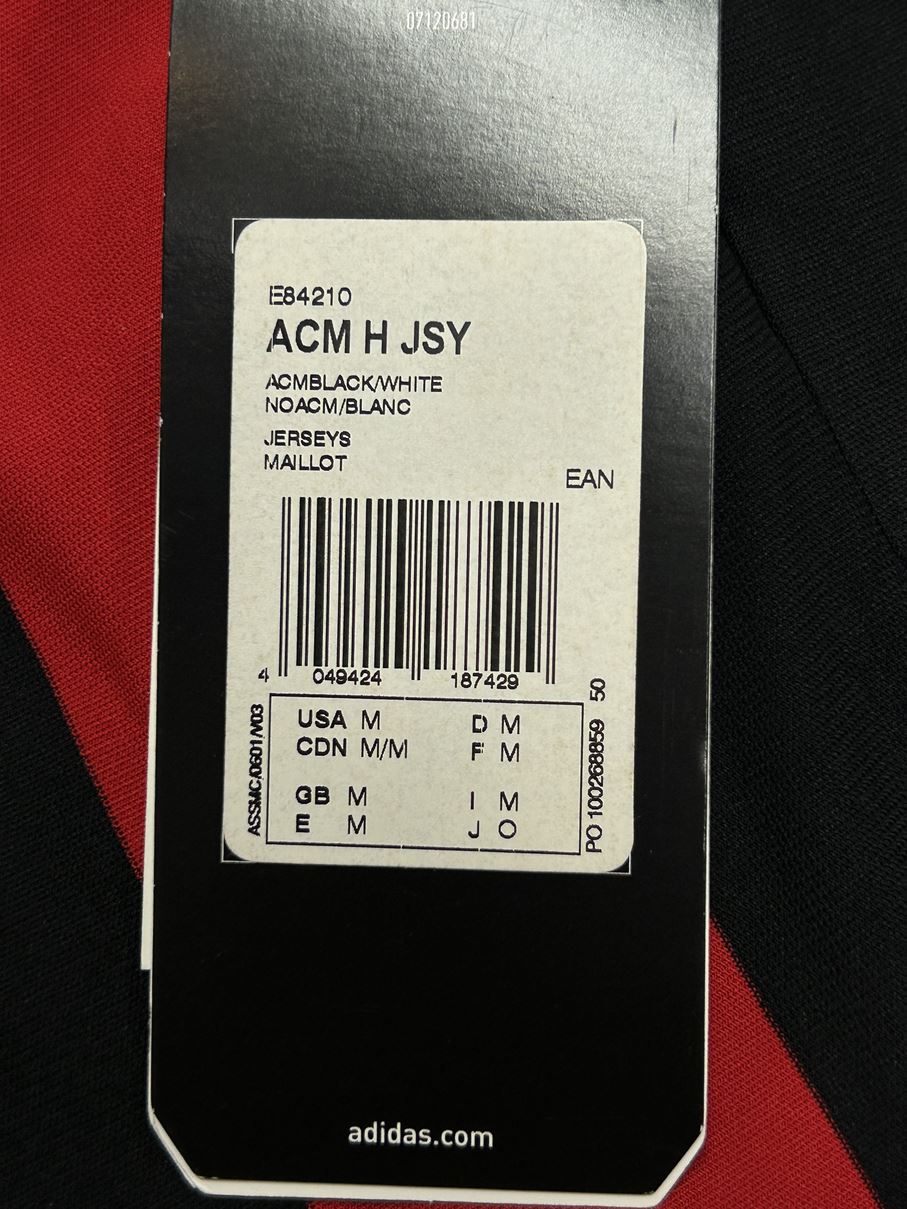 07120681
E84210
ACM H JSY
ACMBLACK/WHITE
NOACM/BLANC
JERSEYS
MAILLOT
EAN
4 049424 187429
USA M D M
CDN M/M F M
GB M I M
E M J O
ASSMC/0601/V03
PO 100268859 50
adidas.com